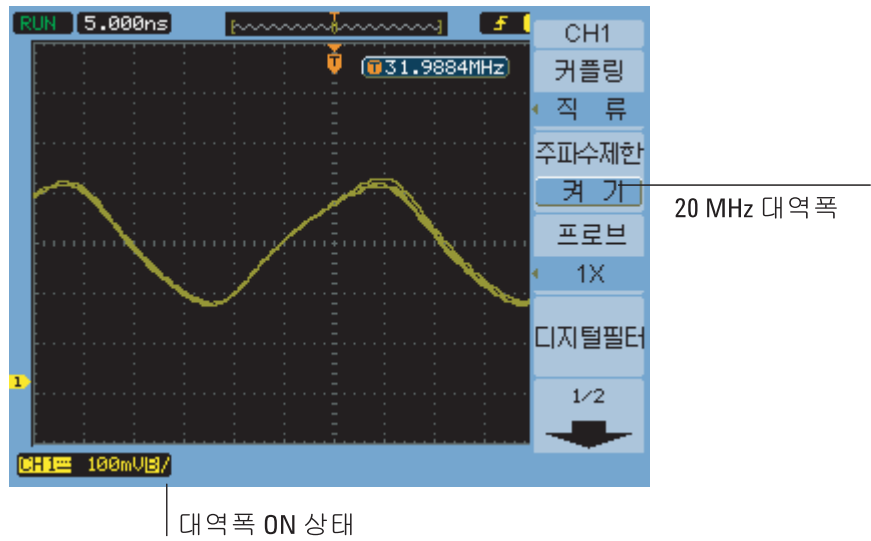 RUN 5.000ns
T
T 31.9884MHz
CH1
커플링
직 류
주파수제한
켜 기
20 MHz 대역폭
프로브
1X
디지털필터
1/2
1
CH1 100mVB/
대역폭 ON 상태